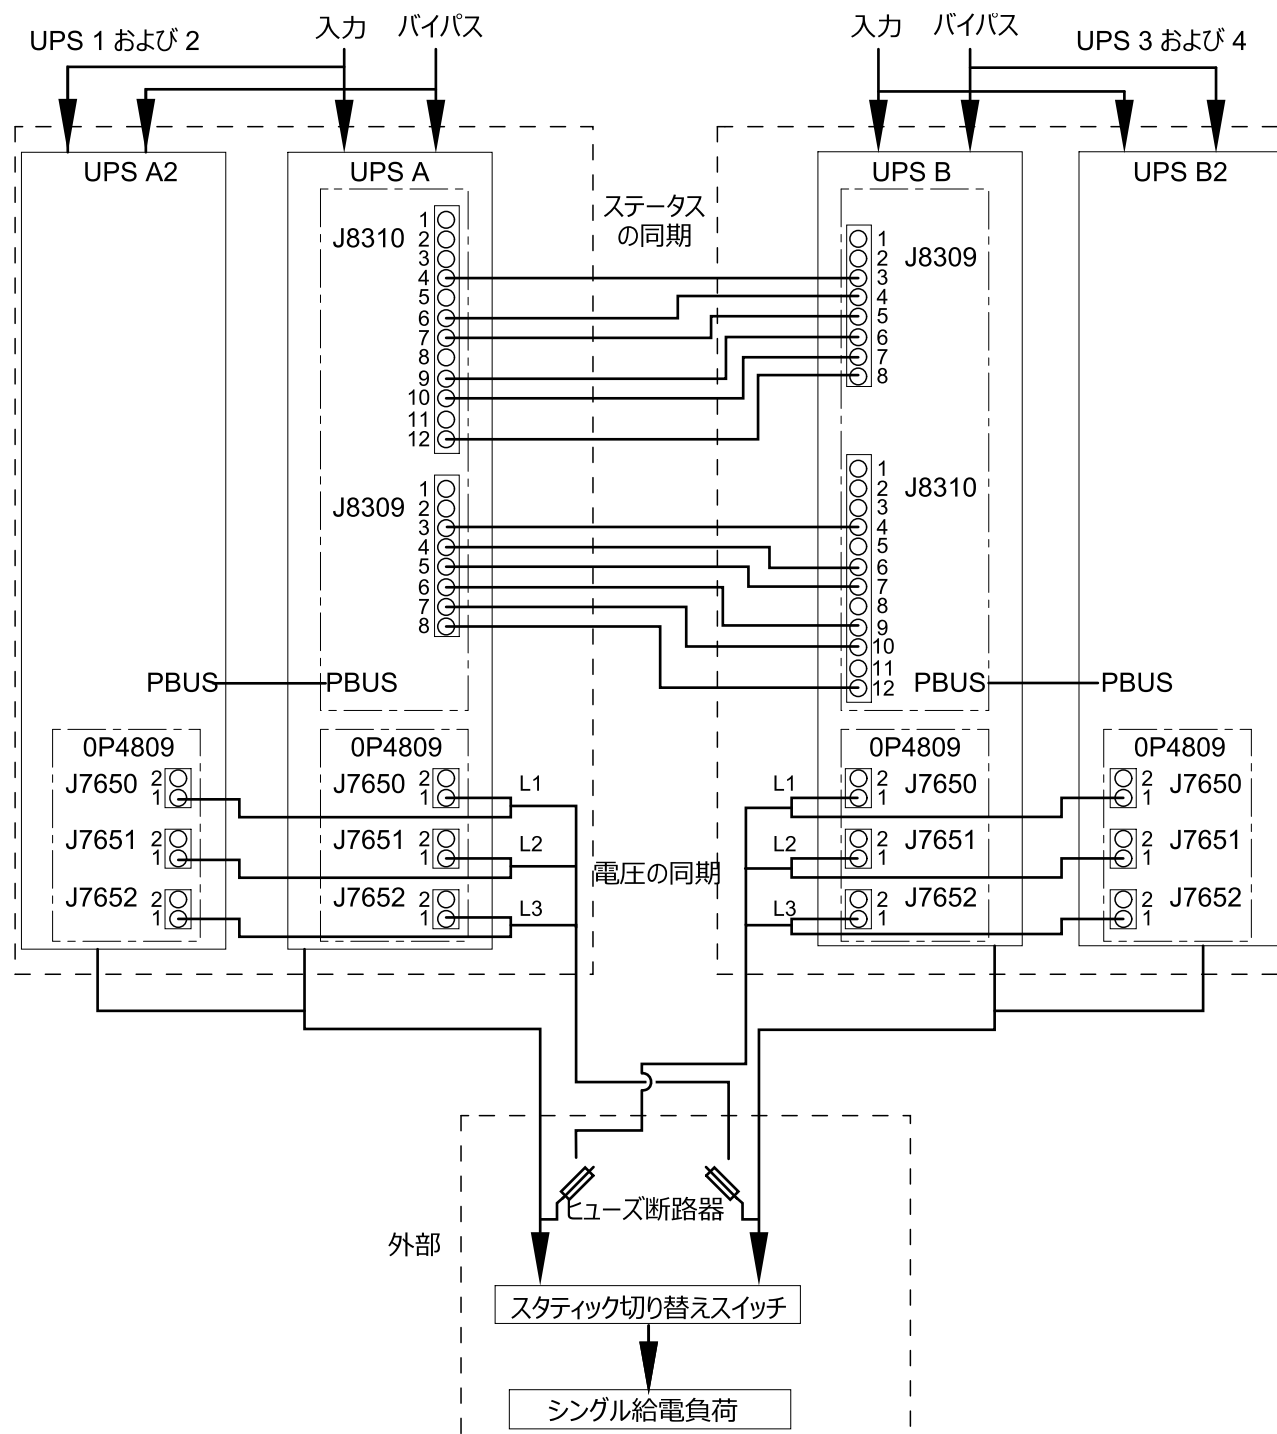 UPS 1 および 2
入力
バイパス
入力
バイパス
UPS 3 および 4
UPS A2
UPS A
UPS B
UPS B2
ステータス
の同期
J8310
1
2
3
4
5
6
7
8
9
10
11
12
J8309
1
2
3
4
5
6
7
8
J8309
1
2
3
4
5
6
7
8
J8310
1
2
3
4
5
6
7
8
9
10
11
12
PBUS
PBUS
PBUS
PBUS
0P4809
J7650
2
1
J7651
2
1
J7652
2
1
0P4809
J7650
2
1
J7651
2
1
J7652
2
1
L1
L2
L3
電圧の同期
L1
L2
L3
0P4809
2
1
J7650
2
1
J7651
2
1
J7652
0P4809
2
1
J7650
2
1
J7651
2
1
J7652
ヒューズ断路器
外部
スタティック切り替えスイッチ
シングル給電負荷